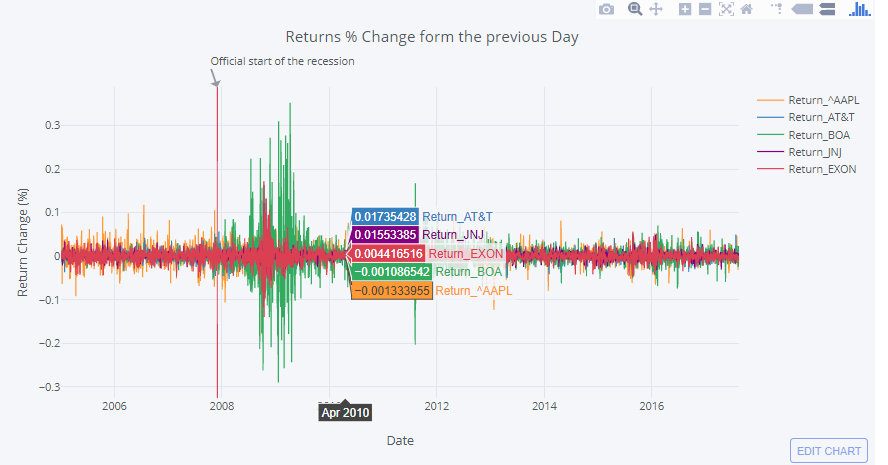 Returns % Change form the previous Day
Official start of the recession
Return_^AAPL
Return_AT&T
Return_BOA
Return_JNJ
Return_EXON
Return Change (%)
0.3
0.2
0.1
0
−0.1
−0.2
−0.3
0.01735428 Return_AT&T
0.01553385 Return_JNJ
0.004416516 Return_EXON
−0.001086542 Return_BOA
−0.001333955 Return_^AAPL
2006 2008 2012 2014 2016
Apr 2010
Date
EDIT CHART